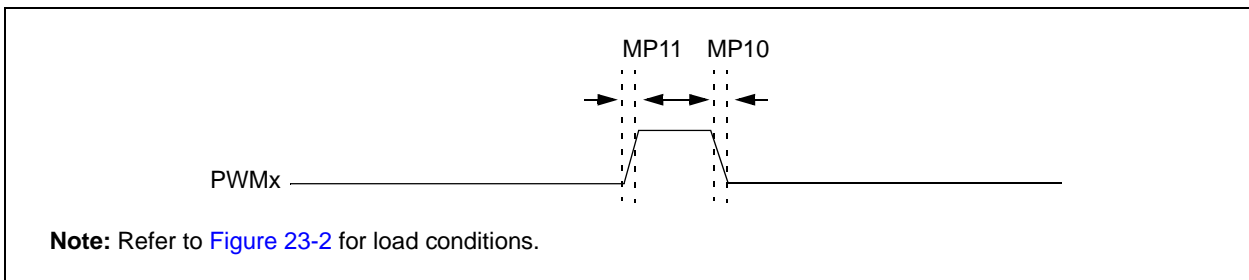 MP11 MP10
PWMx
Note: Refer to Figure 23-2 for load conditions.